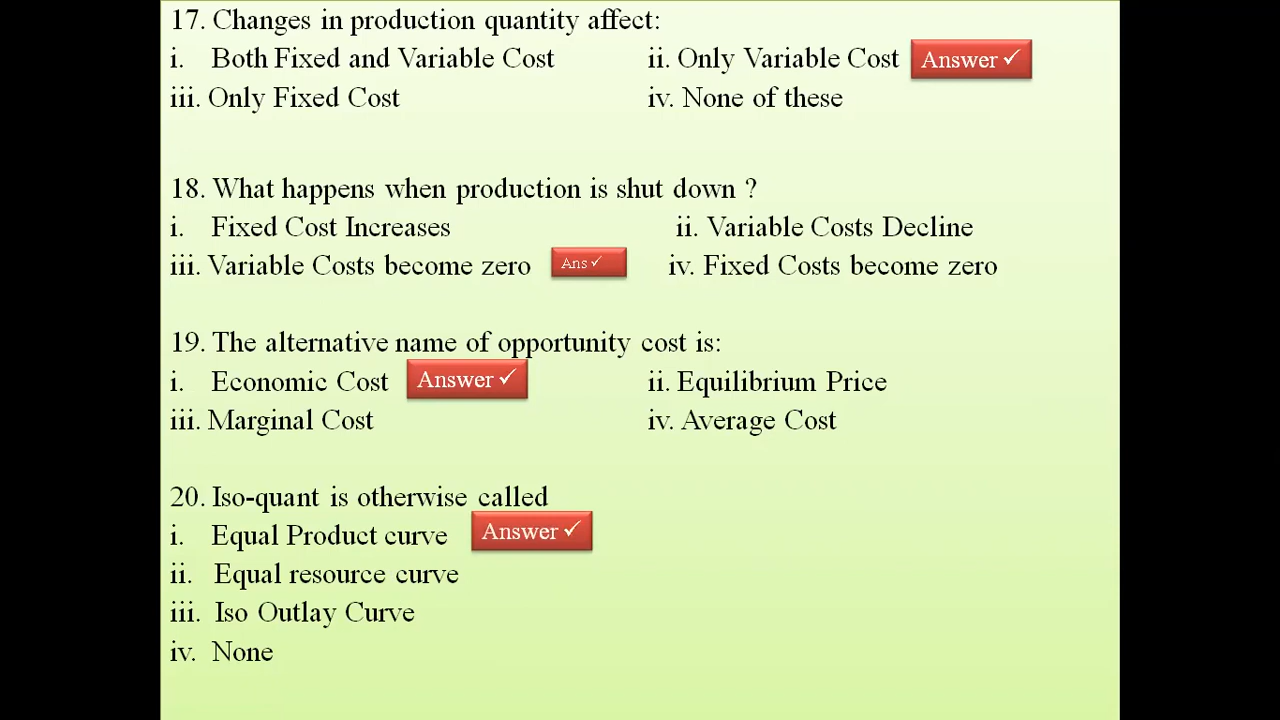 17. Changes in production quantity affect:
i. Both Fixed and Variable Cost ii. Only Variable Cost Answer ✓
iii. Only Fixed Cost iv. None of these
18. What happens when production is shut down ?
i. Fixed Cost Increases ii. Variable Costs Decline
iii. Variable Costs become zero Ans ✓ iv. Fixed Costs become zero
19. The alternative name of opportunity cost is:
i. Economic Cost Answer ✓ ii. Equilibrium Price
iii. Marginal Cost iv. Average Cost
20. Iso-quant is otherwise called
i. Equal Product curve Answer ✓
ii. Equal resource curve
iii. Iso Outlay Curve
iv. None